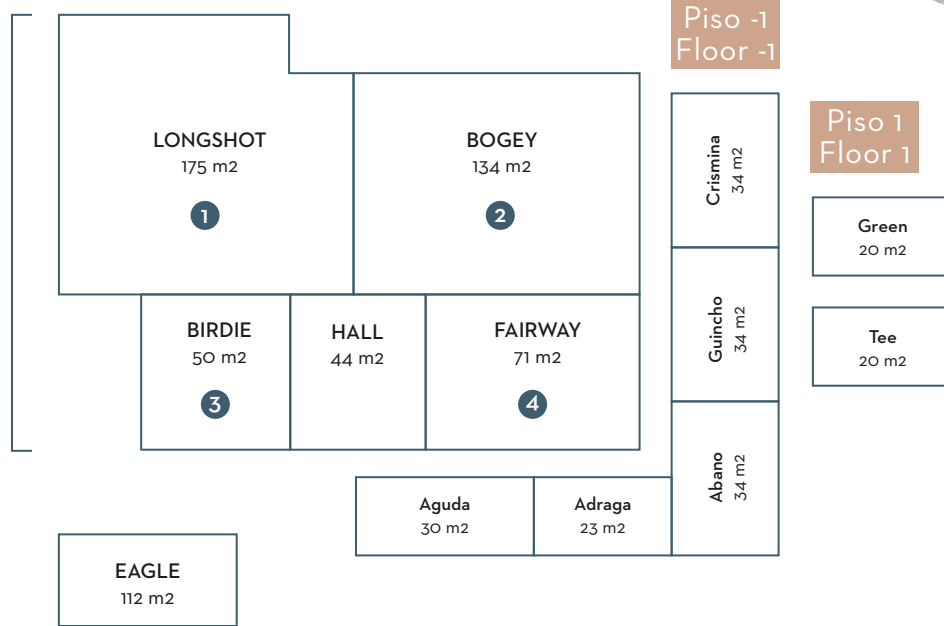 Piso -1
Floor -1
Piso 1
Floor 1
LONGSHOT
175 m2
1
BOGEY
134 m2
2
Crismina
34 m2
Green
20 m2
BIRDIE
50 m2
3
HALL
44 m2
FAIRWAY
71 m2
4
Guincho
34 m2
Tee
20 m2
Abano
34 m2
Aguda
30 m2
Adraga
23 m2
EAGLE
112 m2